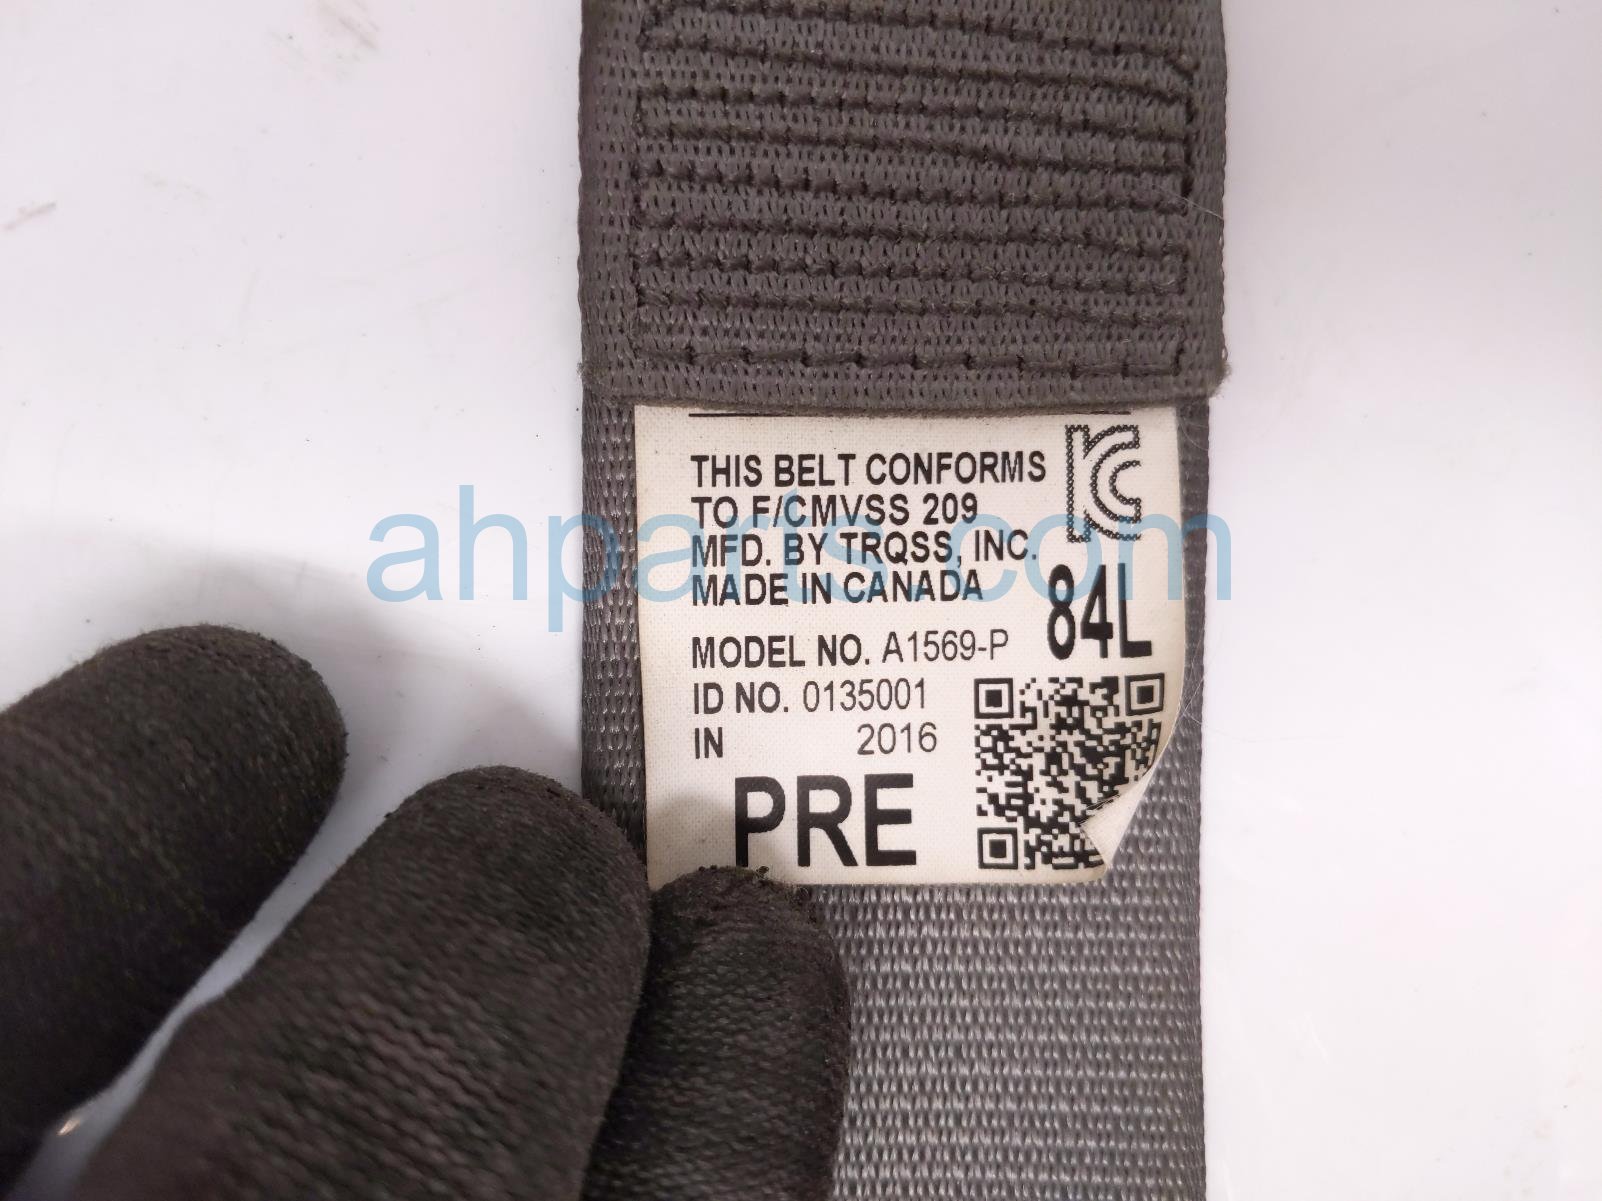 THIS BELT CONFORMS
TO F/CMVSS 209
MFD. BY TRQSS, INC.
MADE IN CANADA
84L
MODEL NO. A1569-P
ID NO. 0135001
IN 2016
PRE
ahparts.com